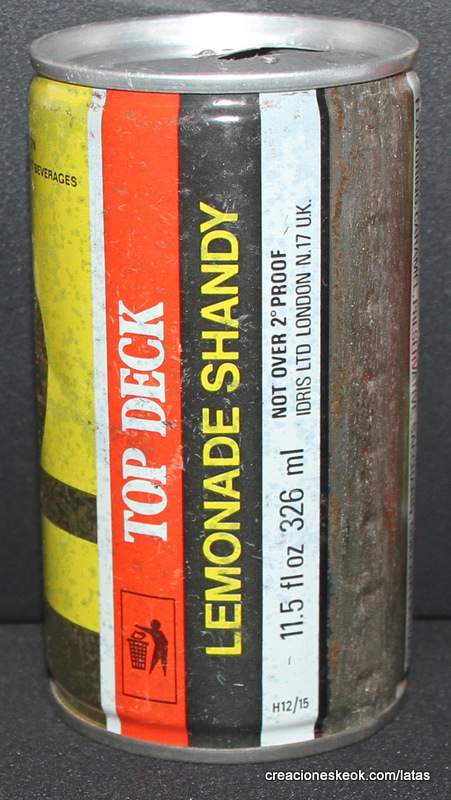 BEVERAGES
TOP DECK
LEMONADE SHANDY
NOT OVER 2° PROOF
11.5 fl oz 326 ml IDRIS LTD LONDON N.17 U.K.
H12/15
creacioneskeok.com/latas